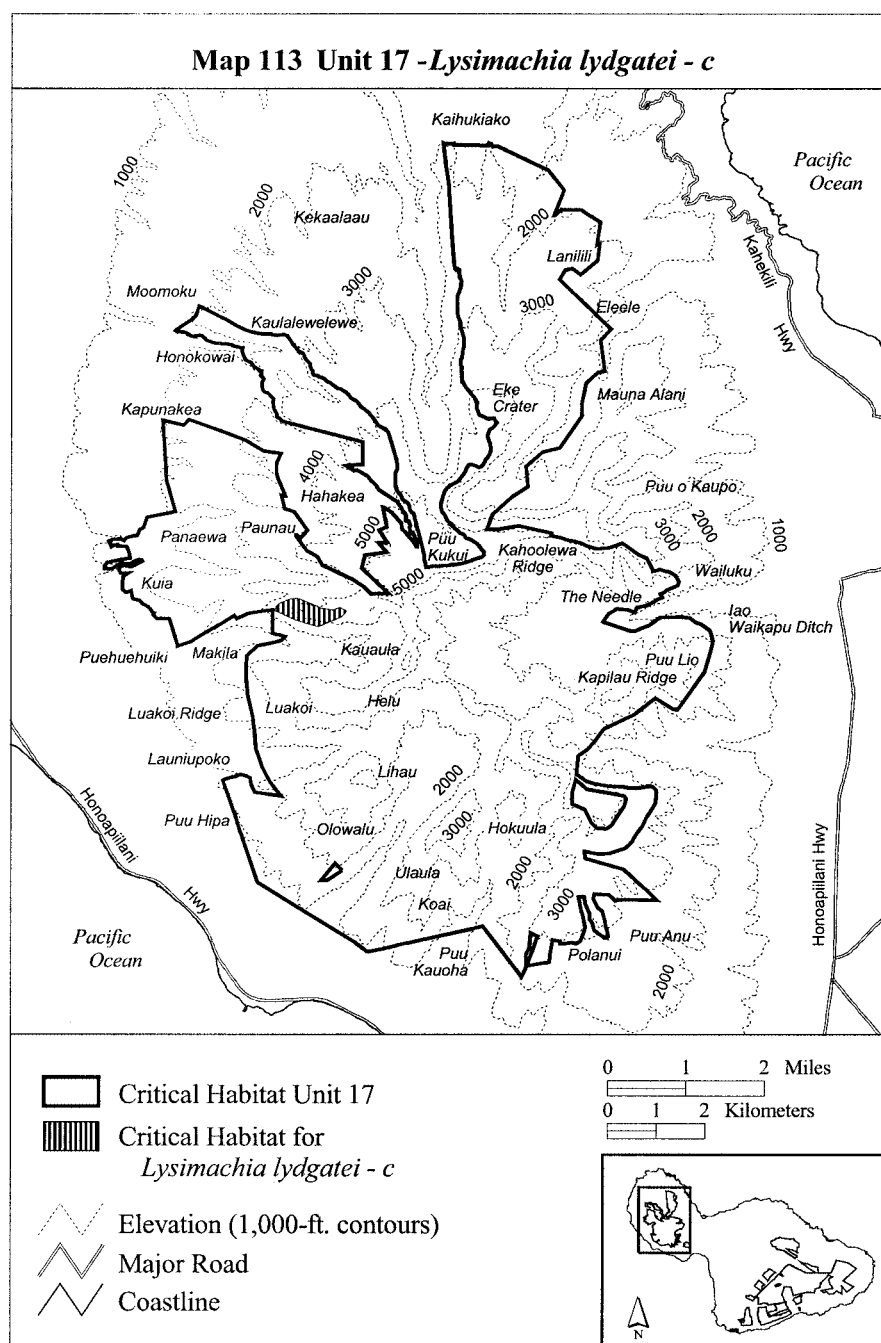 Map 113 Unit 17 -Lysimachia lydgatei - c
Kaihukiako
Pacific
Ocean
1000
2000
Kekaalaau
2000
Lanilili
Kahekili
Hwy
Moomoku
3000
Kaulalewelewe
3000
Eleele
Honokowai
Kapunakea
Eke
Crater
Mauna Alani
4000
Hahakea
Puu o Kaupo
Panaewa
Paunau
5000
Puu
Kukui
Kahoolewa
Ridge
3000
2000
1000
Kuia
5000
The Needle
Wailuku
Iao
Waikapu Ditch
Puehuehuiki
Makila
Kauaula
Puu Lio
Kapilau Ridge
Luakoi Ridge
Luakoi
Helu
Launiupoko
Lihau
2000
Honoapiilani
Hwy
Puu Hipa
Olowalu
3000
Hokuula
Ulaula
2000
Koai
3000
Honoapiilani Hwy
Pacific
Ocean
Puu
Kauoha
Polanui
Puu Anu
2000
Critical Habitat Unit 17
Critical Habitat for
Lysimachia lydgatei - c
Elevation (1,000-ft. contours)
Major Road
Coastline
0 1 2 Miles
0 1 2 Kilometers
N